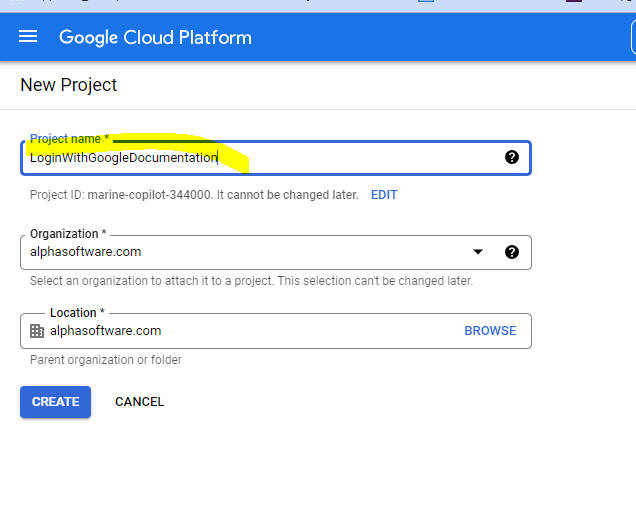 Google Cloud Platform
New Project
Project name *
LoginWithGoogleDocumentation
Project ID: marine-copilot-344000. It cannot be changed later. EDIT
Organization *
alphasoftware.com
Select an organization to attach it to a project. This selection can't be changed later.
Location *
alphasoftware.com BROWSE
Parent organization or folder
CREATE CANCEL